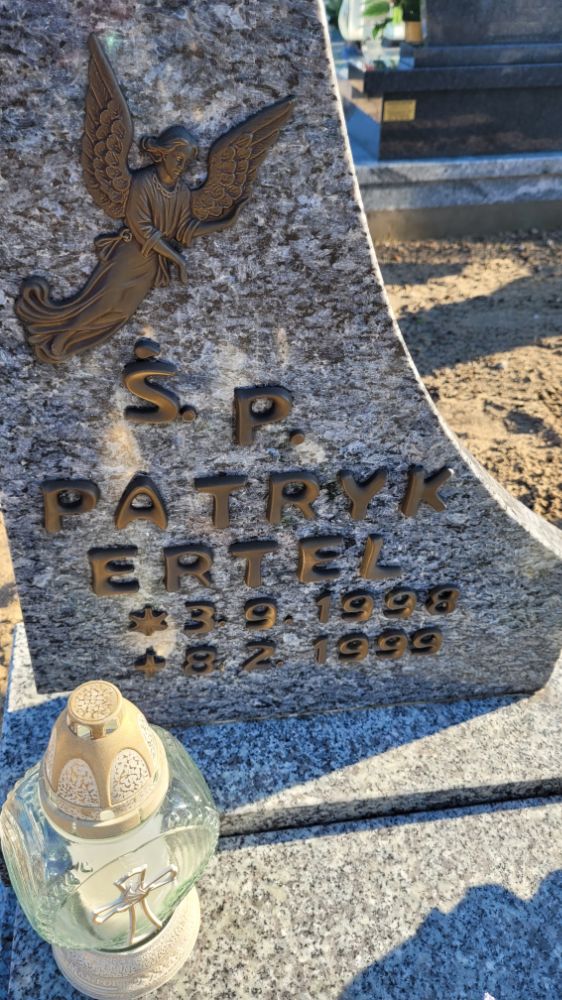 Ś. P.
PATRYK
ERTEL
* 3. 9. 1998
+ 8. 2. 1999